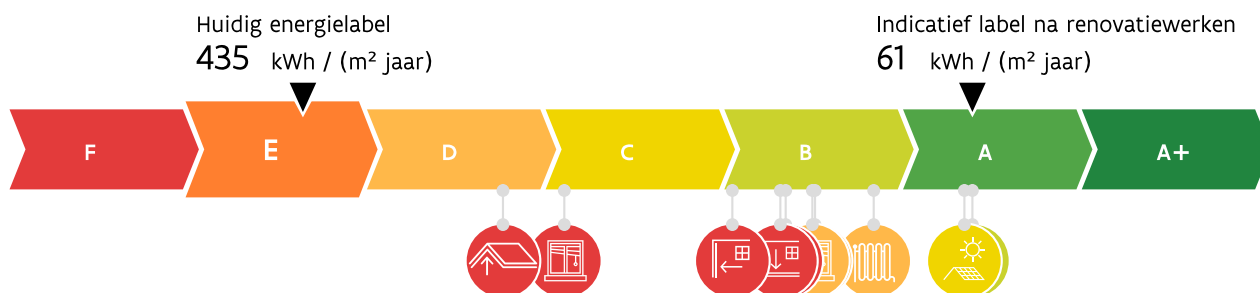 Huidig energielabel
435 kWh / (m² jaar)
Indicatief label na renovatiewerken
61 kWh / (m² jaar)
F E D C B A A+